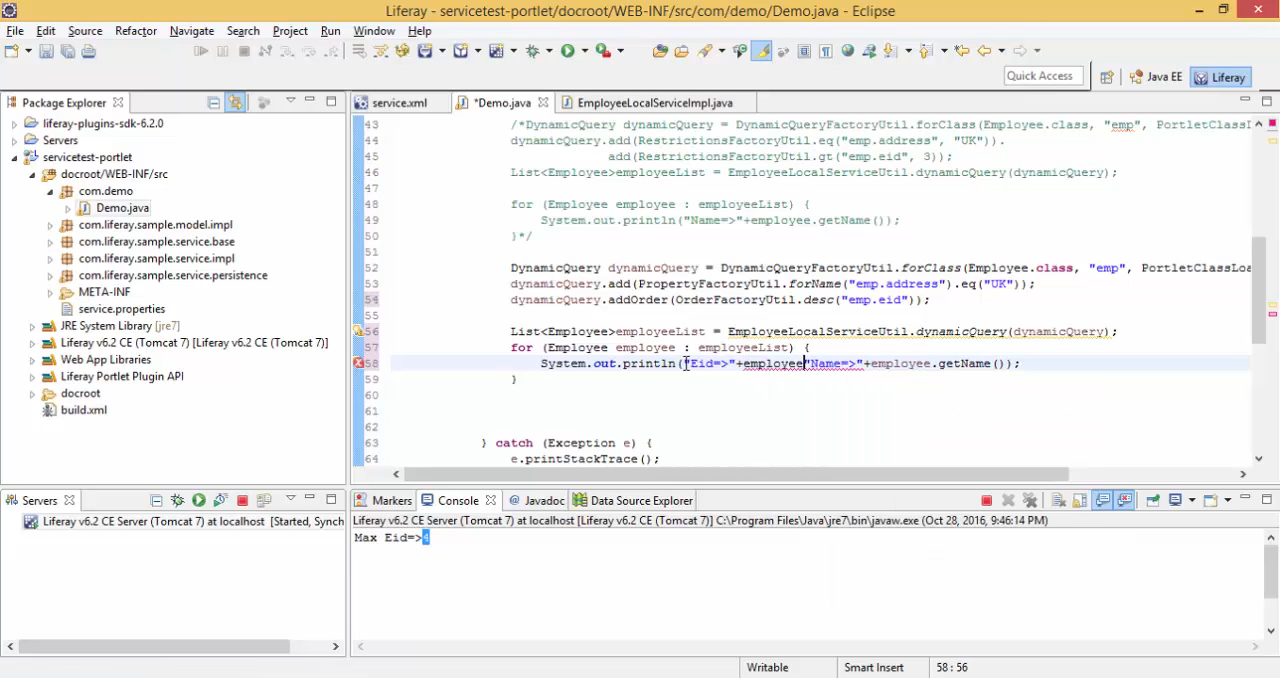 Liferay - servicetest-portlet/docroot/WEB-INF/src/com/demo/Demo.java - Eclipse
File Edit Source Refactor Navigate Search Project Run Window Help
Quick Access Java EE Liferay
Package Explorer
liferay-plugins-sdk-6.2.0
Servers
servicetest-portlet
docroot/WEB-INF/src
com.demo
Demo.java
com.liferay.sample.model.impl
com.liferay.sample.service.base
com.liferay.sample.service.impl
com.liferay.sample.service.persistence
META-INF
service.properties
JRE System Library [jre7]
Liferay v6.2 CE (Tomcat 7) [Liferay v6.2 CE (Tomcat 7)]
Web App Libraries
Liferay Portlet Plugin API
docroot
build.xml
service.xml *Demo.java EmployeeLocalServiceImpl.java
43 /*DynamicQuery dynamicQuery = DynamicQueryFactoryUtil.forClass(Employee.class, "emp", PortletClassL
44 dynamicQuery.add(RestrictionsFactoryUtil.eq("emp.address", "UK")).
45 add(RestrictionsFactoryUtil.gt("emp.eid", 3));
46 List<Employee>employeeList = EmployeeLocalServiceUtil.dynamicQuery(dynamicQuery);
47
48 for (Employee employee : employeeList) {
49 System.out.println("Name=>"+employee.getName());
50 }*/
51
52 DynamicQuery dynamicQuery = DynamicQueryFactoryUtil.forClass(Employee.class, "emp", PortletClassLoa
53 dynamicQuery.add(PropertyFactoryUtil.forName("emp.address").eq("UK"));
54 dynamicQuery.addOrder(OrderFactoryUtil.desc("emp.eid"));
55
56 List<Employee>employeeList = EmployeeLocalServiceUtil.dynamicQuery(dynamicQuery);
57 for (Employee employee : employeeList) {
58 System.out.println("Eid=>"+employee"Name=>"+employee.getName());
59 }
60
61
62
63 } catch (Exception e) {
64 e.printStackTrace();
Servers
Liferay v6.2 CE Server (Tomcat 7) at localhost [Started, Synch
Markers Console Javadoc Data Source Explorer
Liferay v6.2 CE Server (Tomcat 7) at localhost [Liferay v6.2 CE (Tomcat 7)] C:\Program Files\Java\jre7\bin\javaw.exe (Oct 28, 2016, 9:46:14 PM)
Max Eid=>4
Writable Smart Insert 58 : 56